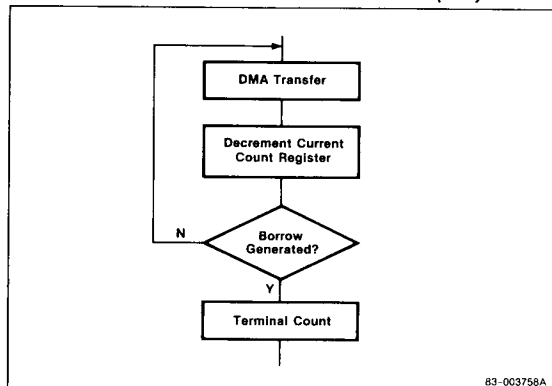 DMA Transfer
Decrement Current
Count Register
N
Borrow
Generated?
Y
Terminal Count
83-003758A